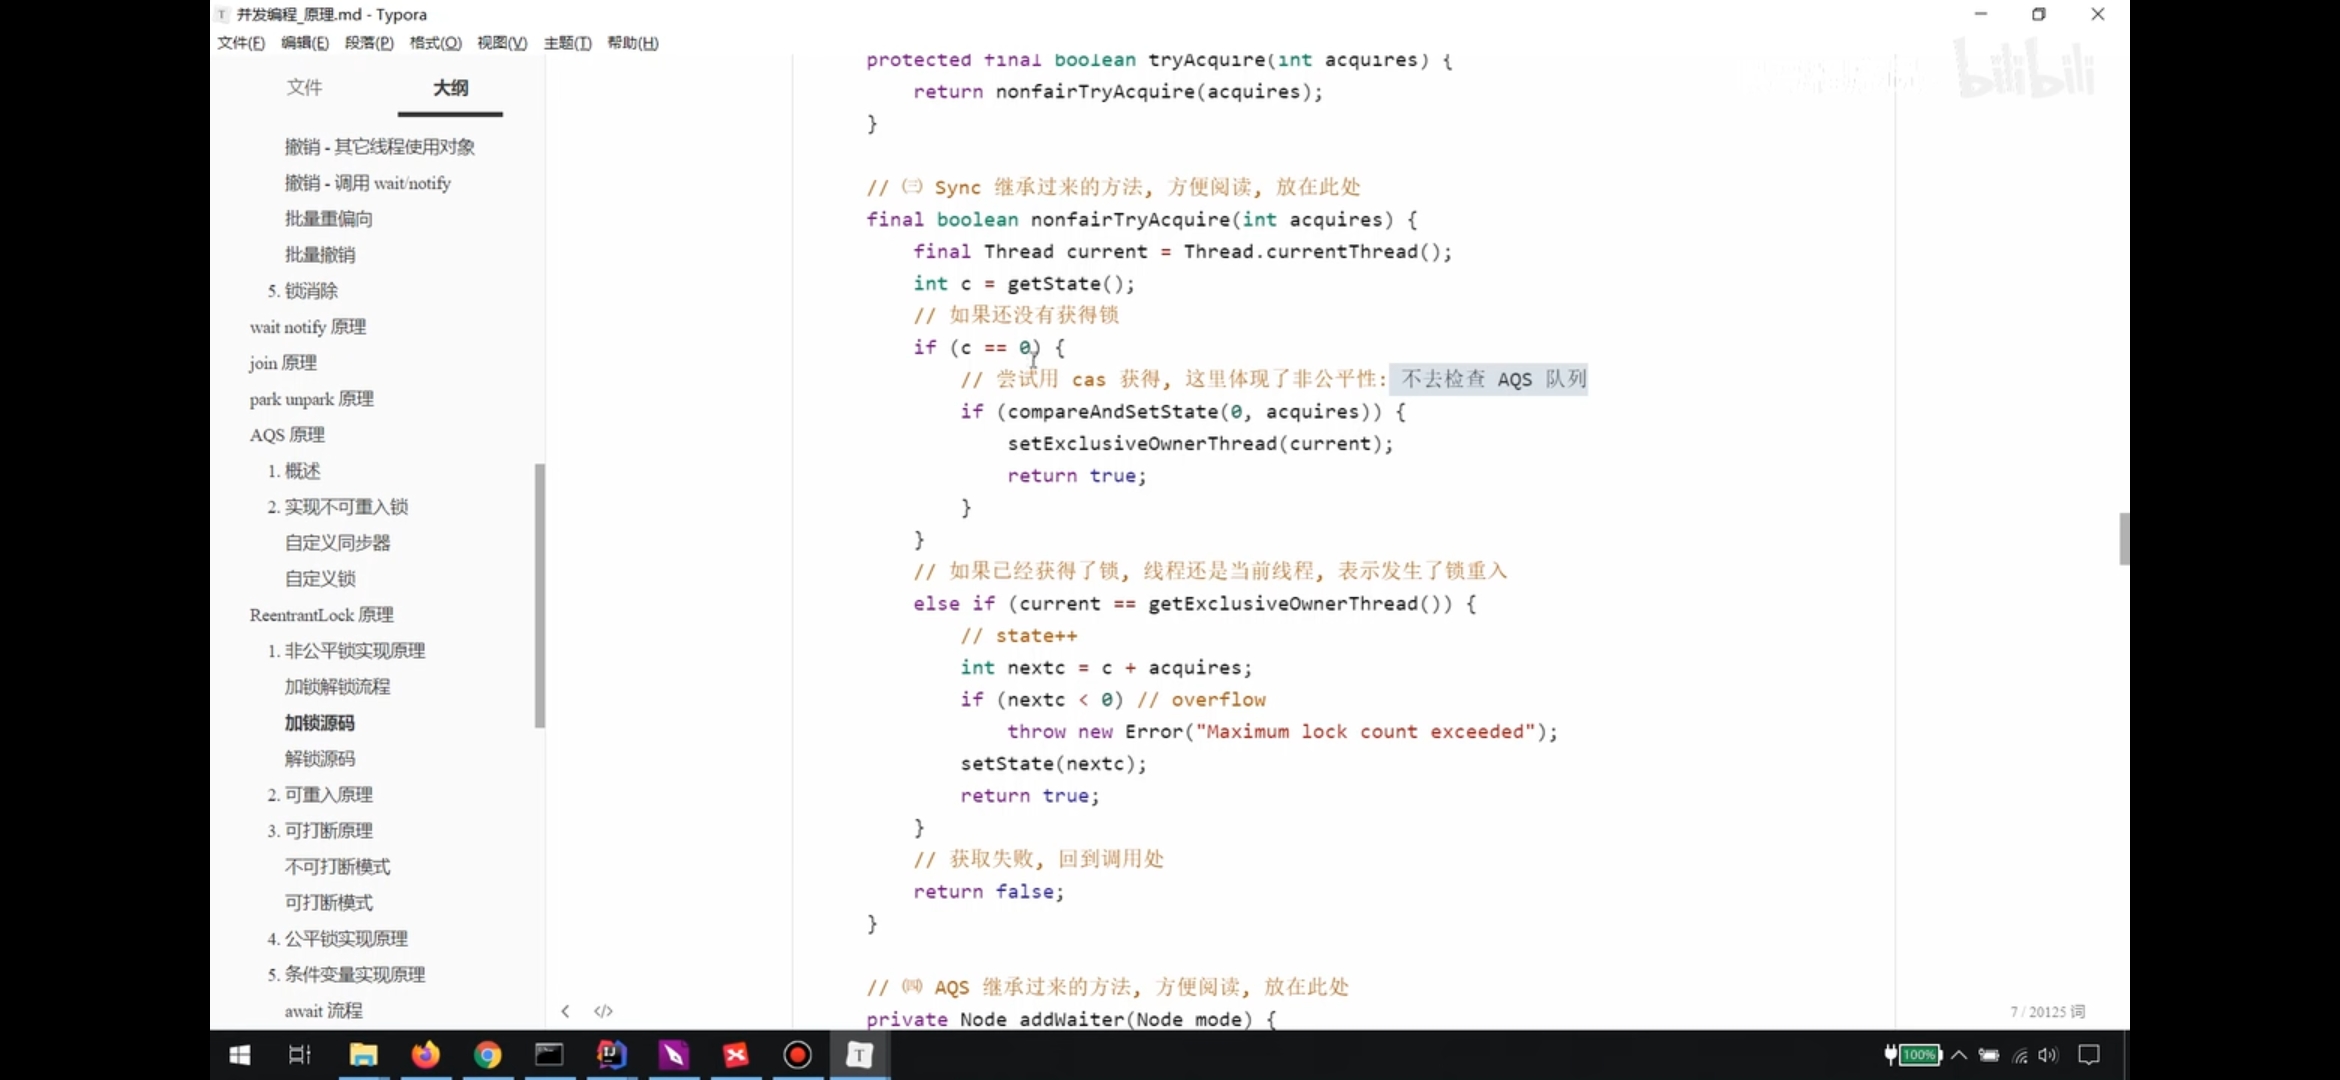 并发编程_原理.md - Typora
文件(F) 编辑(E) 段落(P) 格式(O) 视图(V) 主题(T) 帮助(H)
文件 大纲
撤销 - 其它线程使用对象
撤销 - 调用 wait/notify
批量重偏向
批量撤销
5. 锁消除
wait notify 原理
join 原理
park unpark 原理
AQS 原理
1. 概述
2. 实现不可重入锁
自定义同步器
自定义锁
ReentrantLock 原理
1. 非公平锁实现原理
加锁解锁流程
加锁源码
解锁源码
2. 可重入原理
3. 可打断原理
不可打断模式
可打断模式
4. 公平锁实现原理
5. 条件变量实现原理
await 流程
protected final boolean tryAcquire(int acquires) {
return nonfairTryAcquire(acquires);
}
// ㈢ Sync 继承过来的方法, 方便阅读, 放在此处
final boolean nonfairTryAcquire(int acquires) {
final Thread current = Thread.currentThread();
int c = getState();
// 如果还没有获得锁
if (c == 0) {
// 尝试用 cas 获得, 这里体现了非公平性: 不去检查 AQS 队列
if (compareAndSetState(0, acquires)) {
setExclusiveOwnerThread(current);
return true;
}
}
// 如果已经获得了锁, 线程还是当前线程, 表示发生了锁重入
else if (current == getExclusiveOwnerThread()) {
// state++
int nextc = c + acquires;
if (nextc < 0) // overflow
throw new Error("Maximum lock count exceeded");
setState(nextc);
return true;
}
// 获取失败, 回到调用处
return false;
}
// ㈣ AQS 继承过来的方法, 方便阅读, 放在此处
private Node addWaiter(Node mode) {
7 / 20125 词
bilibili
100%